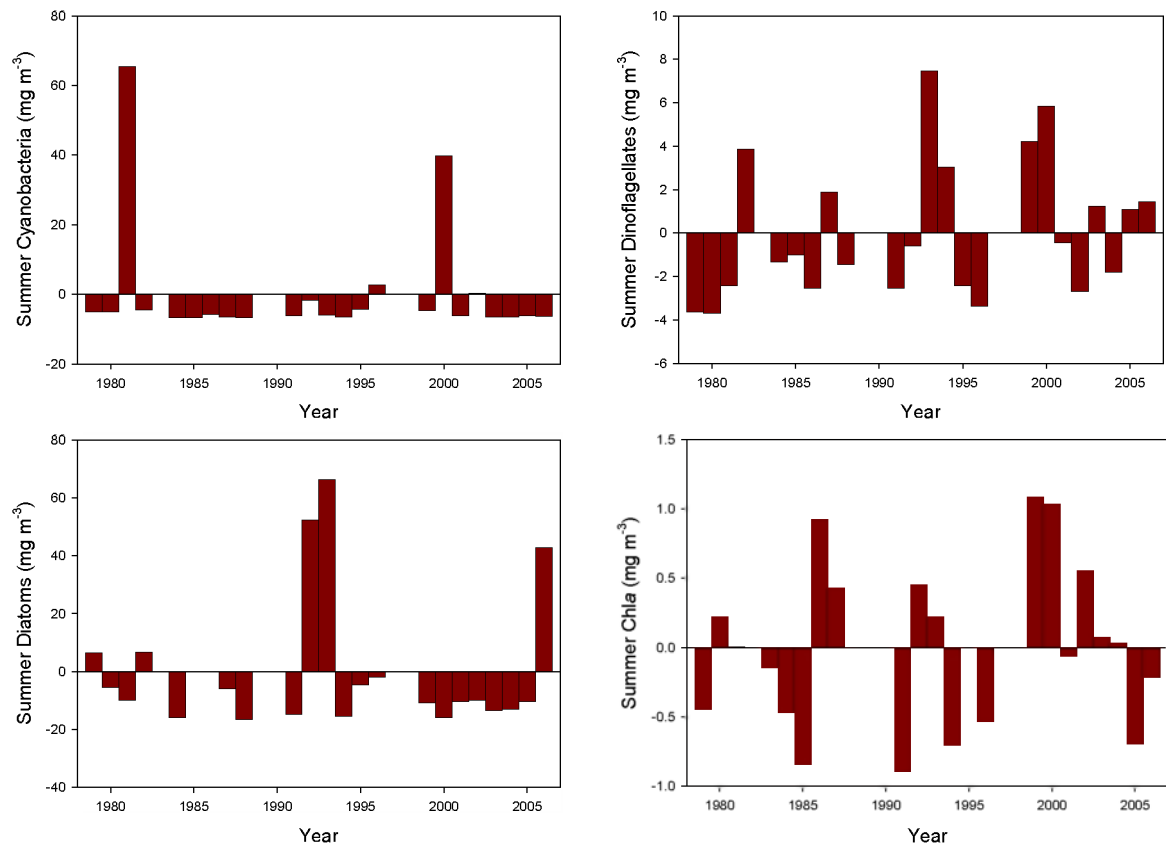 Summer Cyanobacteria (mg m-3)
80
60
40
20
0
-20
1980 1985 1990 1995 2000 2005
Year
Summer Dinoflagellates (mg m-3)
10
8
6
4
2
0
-2
-4
-6
1980 1985 1990 1995 2000 2005
Year
Summer Diatoms (mg m-3)
80
60
40
20
0
-20
-40
1980 1985 1990 1995 2000 2005
Year
Summer Chla (mg m-3)
1.5
1.0
0.5
0.0
-0.5
-1.0
1980 1985 1990 1995 2000 2005
Year